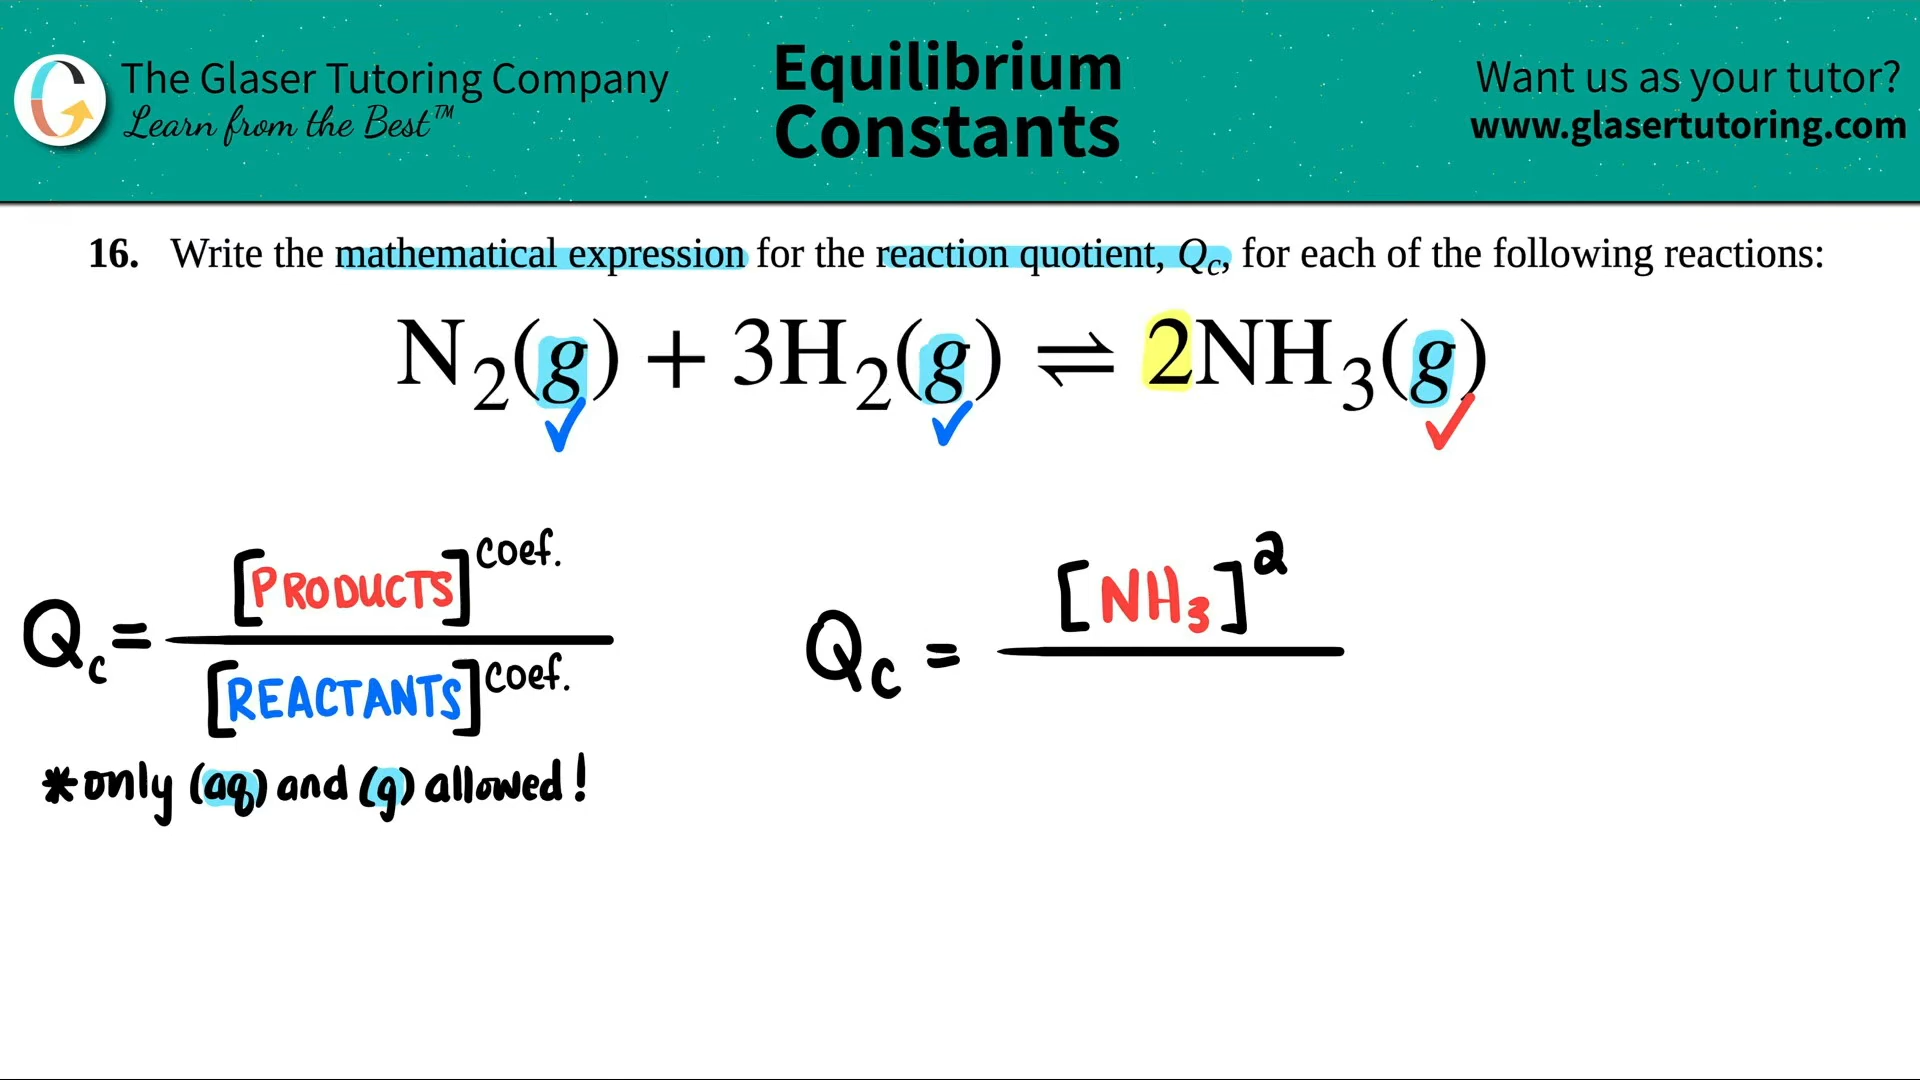 The Glaser Tutoring Company
Learn from the Best™
Equilibrium
Constants
Want us as your tutor?
www.glasertutoring.com
16. Write the mathematical expression for the reaction quotient, Qc, for each of the following reactions:
N₂(g) + 3H₂(g) ⇌ 2NH₃(g)
✓ ✓ ✓
Qc = [PRODUCTS]^coef. / [REACTANTS]^coef.
*only (aq) and (g) allowed!
Qc = [NH₃]²